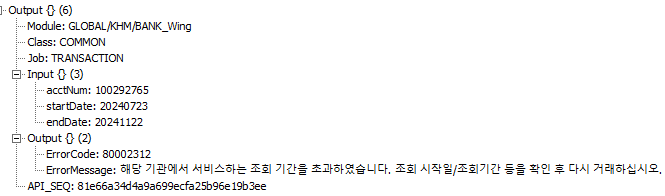 Output {} (6)
Module: GLOBAL/KHM/BANK_Wing
Class: COMMON
Job: TRANSACTION
Input {} (3)
acctNum: 100292765
startDate: 20240723
endDate: 20241122
Output {} (2)
ErrorCode: 80002312
ErrorMessage: 해당 기관에서 서비스하는 조회 기간을 초과하였습니다. 조회 시작일/조회기간 등을 확인 후 다시 거래하십시오.
API_SEQ: 81e66a34d4a9a699ecfa25b96e19b3ee